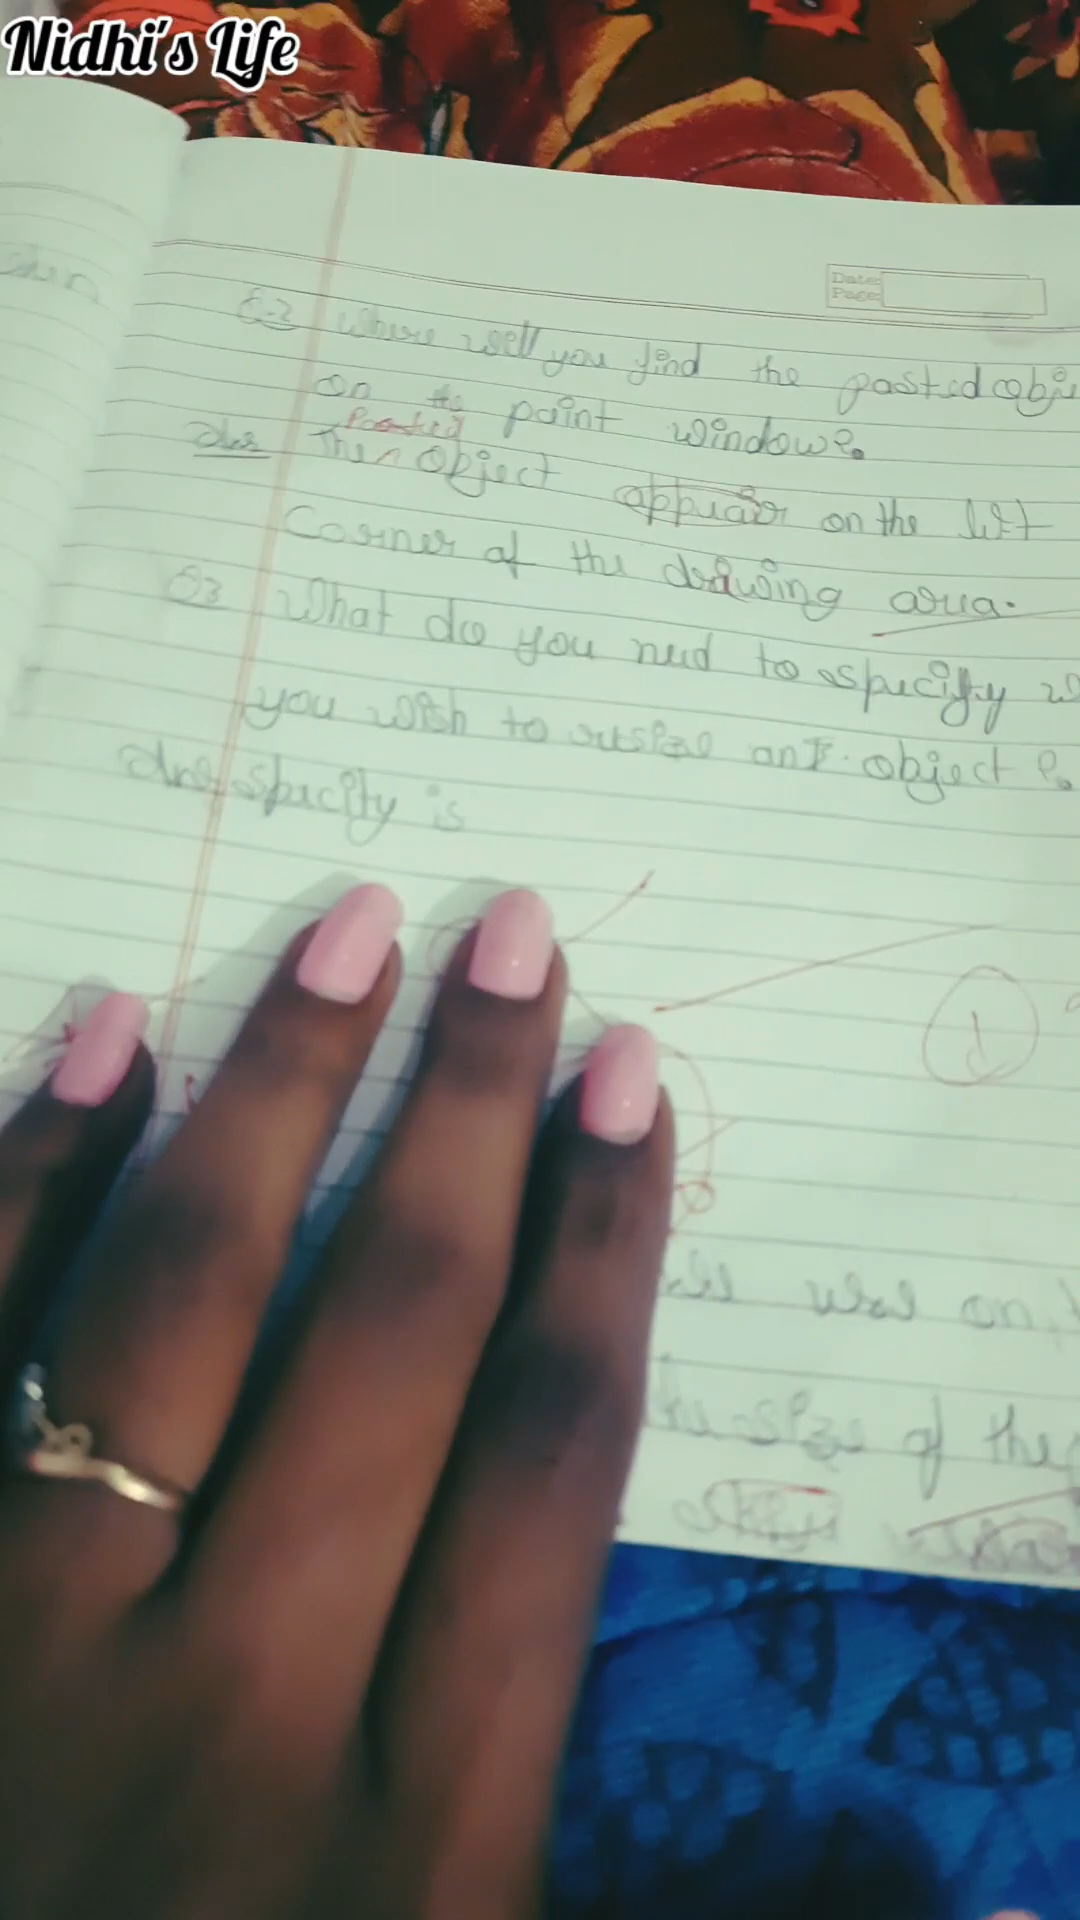 Nidhi's Life
Date:
Page:
Q-2 Where will you find the pasted obje
on the paint window?
Pasted
Ans The Object appear on the left
Corner of the drawing area.
Q3 What do you need to specify w
you wish to resize an object?
Ans specity is
1
on
the size of the